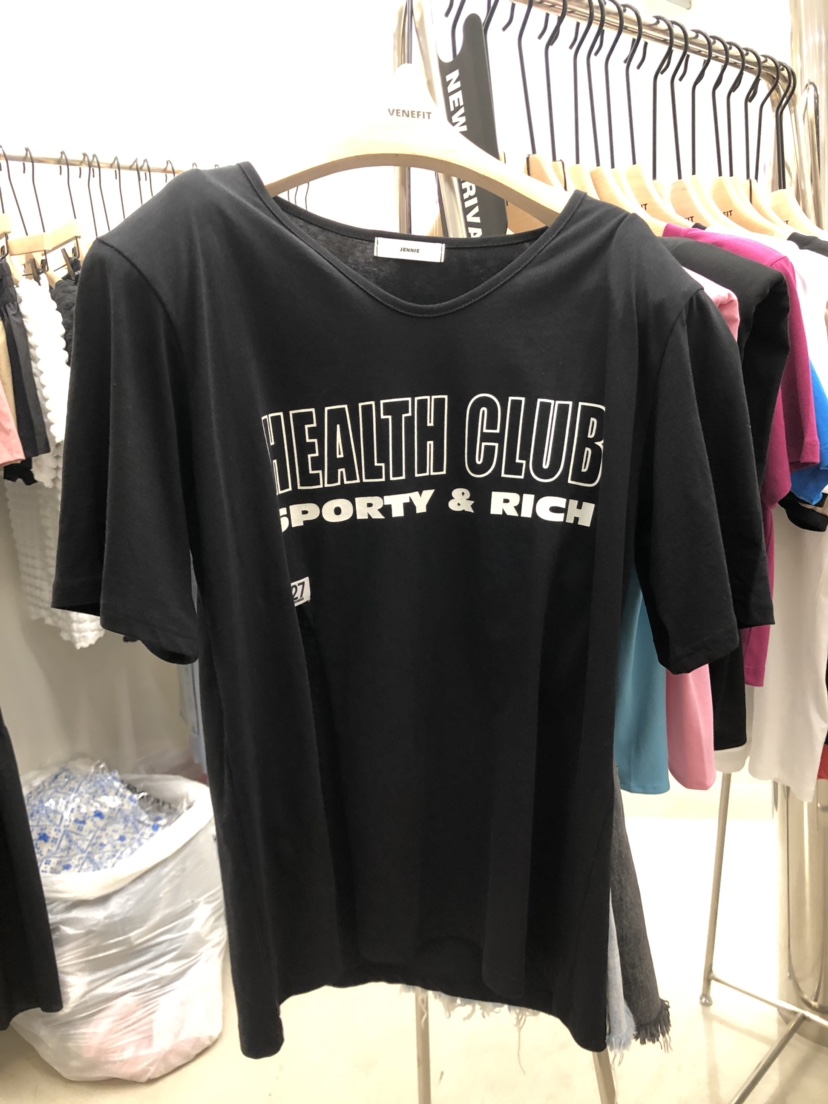 VENEFIT
NEW
JENNIE
HEALTH CLUB
SPORTY & RICH
27